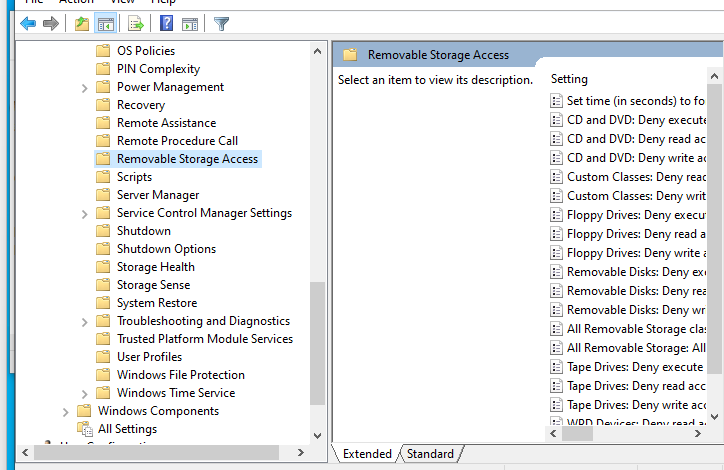 File Action View Help
OS Policies
PIN Complexity
Power Management
Recovery
Remote Assistance
Remote Procedure Call
Removable Storage Access
Scripts
Server Manager
Service Control Manager Settings
Shutdown
Shutdown Options
Storage Health
Storage Sense
System Restore
Troubleshooting and Diagnostics
Trusted Platform Module Services
User Profiles
Windows File Protection
Windows Time Service
Windows Components
All Settings
Removable Storage Access
Select an item to view its description.
Setting
Set time (in seconds) to fo
CD and DVD: Deny execute
CD and DVD: Deny read acc
CD and DVD: Deny write a
Custom Classes: Deny read
Custom Classes: Deny writ
Floppy Drives: Deny execut
Floppy Drives: Deny read a
Floppy Drives: Deny write a
Removable Disks: Deny exe
Removable Disks: Deny rea
Removable Disks: Deny wr
All Removable Storage clas
All Removable Storage: All
Tape Drives: Deny execute
Tape Drives: Deny read acc
Tape Drives: Deny write acc
WPD Devices: Deny read a
Extended
Standard